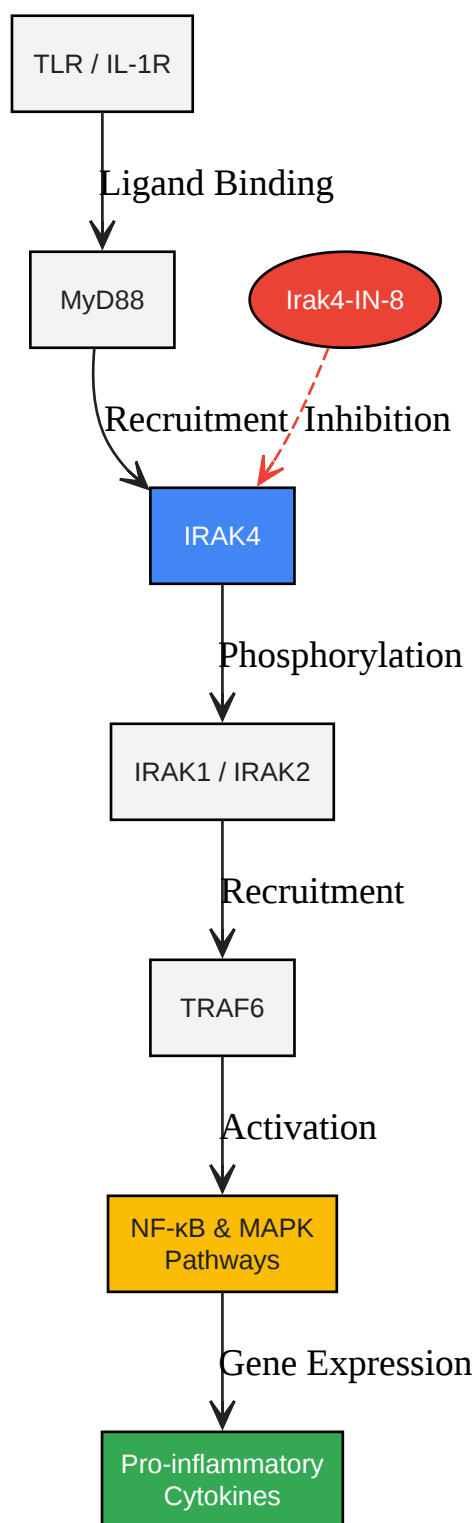 TLR / IL-1R
Ligand Binding
MyD88
Irak4-IN-8
Recruitment
Inhibition
IRAK4
Phosphorylation
IRAK1 / IRAK2
Recruitment
TRAF6
Activation
NF-κB & MAPK
Pathways
Gene Expression
Pro-inflammatory
Cytokines